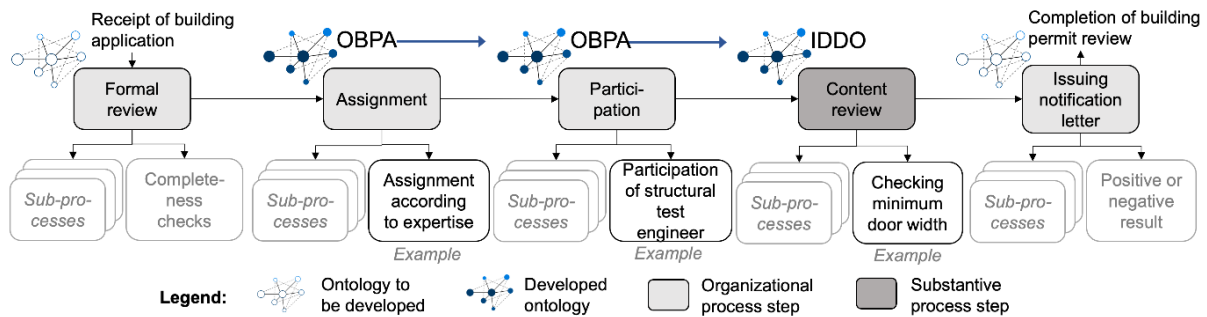 Receipt of building
application
OBPA
OBPA
IDDO
Completion of building
permit review
Formal
review
Assignment
Partici-
pation
Content
review
Issuing
notification
letter
Sub-pro-
cesses
Complete-
ness
checks
Sub-pro-
cesses
Assignment
according
to expertise
Example
Sub-pro-
cesses
Participation
of structural
test
engineer
Example
Sub-pro-
cesses
Checking
minimum
door width
Example
Sub-pro-
cesses
Positive or
negative
result
Legend:
Ontology to
be developed
Developed
ontology
Organizational
process step
Substantive
process step